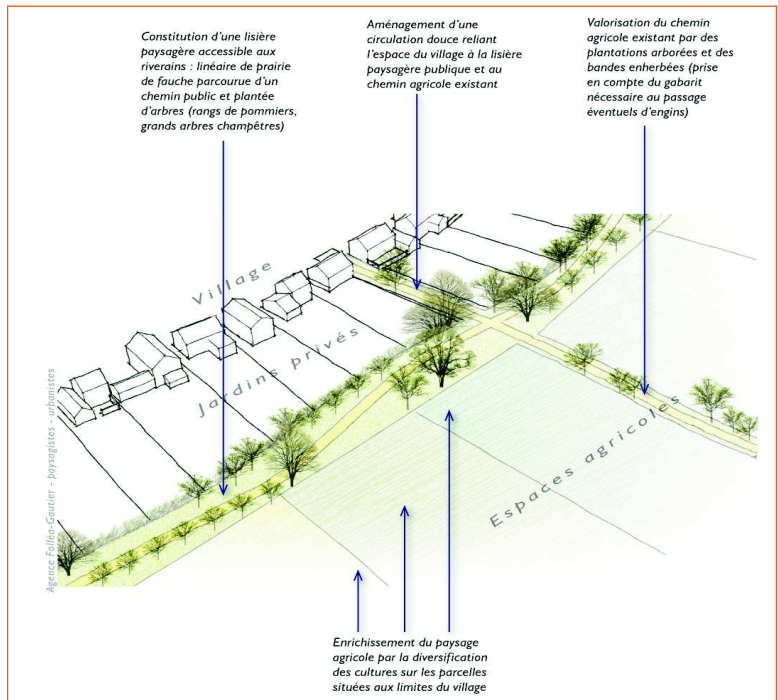 Constitution d'une lisière
paysagère accessible aux
riverains : linéaire de prairie
de fauche parcourue d'un
chemin public et plantée
d'arbres (rangs de pommiers,
grands arbres champêtres)
Aménagement d'une
circulation douce reliant
l'espace du village à la lisière
paysagère publique et au
chemin agricole existant
Valorisation du chemin
agricole existant par des
plantations arborées et des
bandes enherbées (prise
en compte du gabarit
nécessaire au passage
éventuels d'engins)
Village
Jardins privés
Espaces agricoles
Agence Folléa-Gautier - paysagistes - urbanistes
Enrichissement du paysage
agricole par la diversification
des cultures sur les parcelles
situées aux limites du village